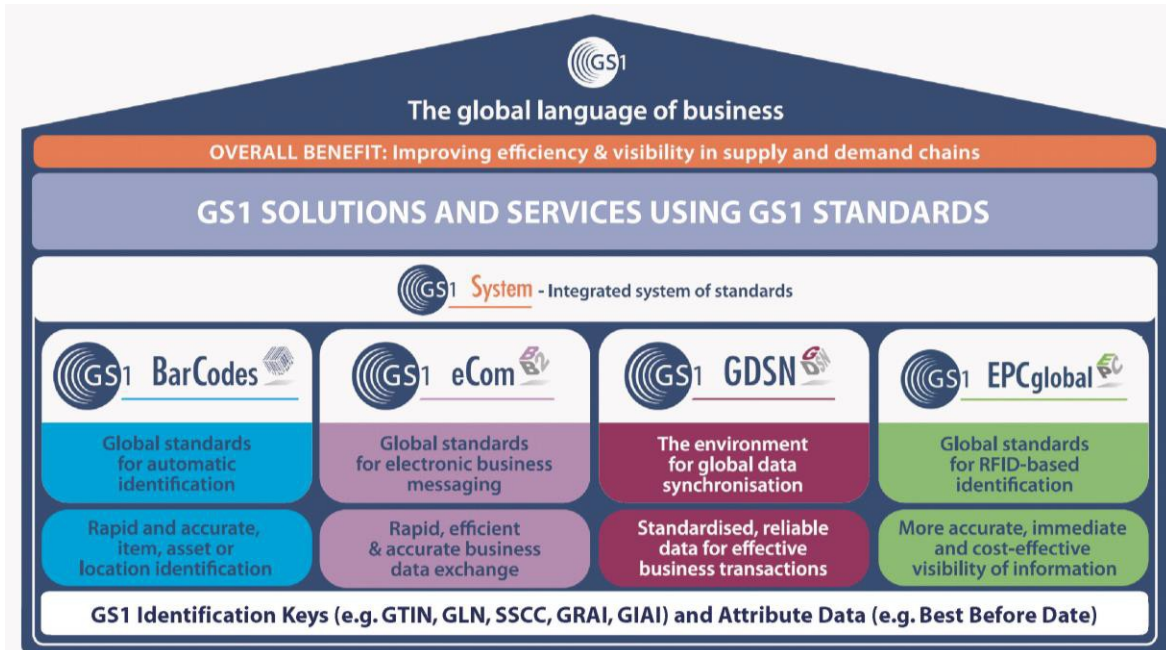 GS1
The global language of business
OVERALL BENEFIT: Improving efficiency & visibility in supply and demand chains
GS1 SOLUTIONS AND SERVICES USING GS1 STANDARDS
GS1 System - Integrated system of standards
GS1 BarCodes
Global standards
for automatic
identification
Rapid and accurate,
item, asset or
location identification
GS1 eCom B2B
Global standards
for electronic business
messaging
Rapid, efficient
& accurate business
data exchange
GS1 GDSN GDSN
The environment
for global data
synchronisation
Standardised, reliable
data for effective
business transactions
GS1 EPCglobal EPC
Global standards
for RFID-based
identification
More accurate, immediate
and cost-effective
visibility of information
GS1 Identification Keys (e.g. GTIN, GLN, SSCC, GRAI, GIAI) and Attribute Data (e.g. Best Before Date)